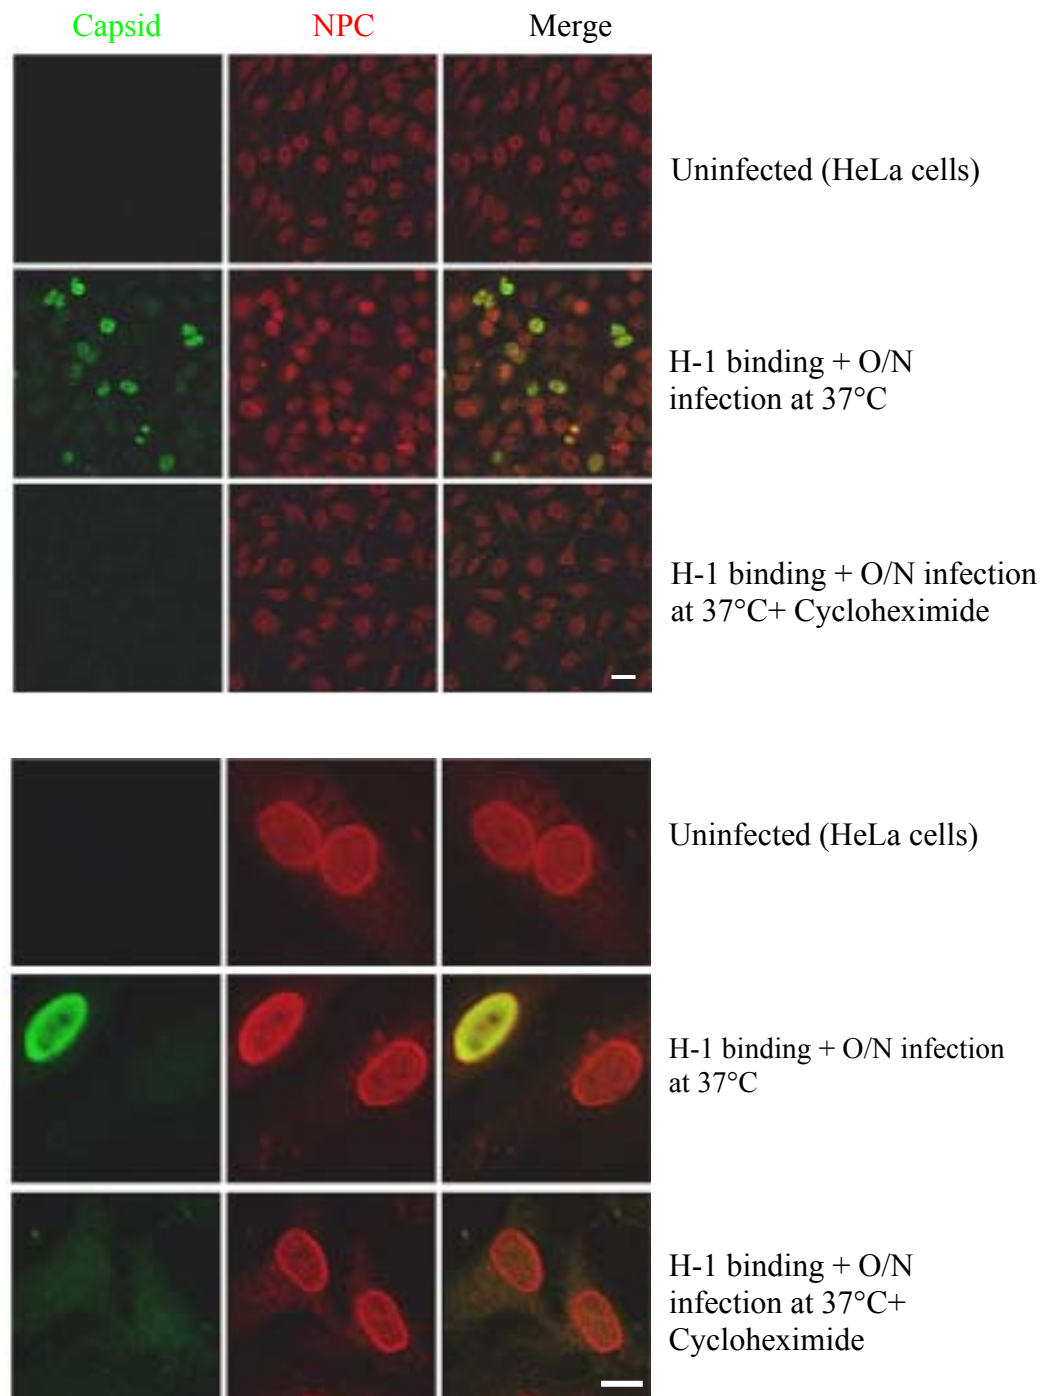 Capsid NPC Merge
Uninfected (HeLa cells)
H-1 binding + O/N
infection at 37°C
H-1 binding + O/N infection
at 37°C+ Cycloheximide
Uninfected (HeLa cells)
H-1 binding + O/N infection
at 37°C
H-1 binding + O/N
infection at 37°C+
Cycloheximide